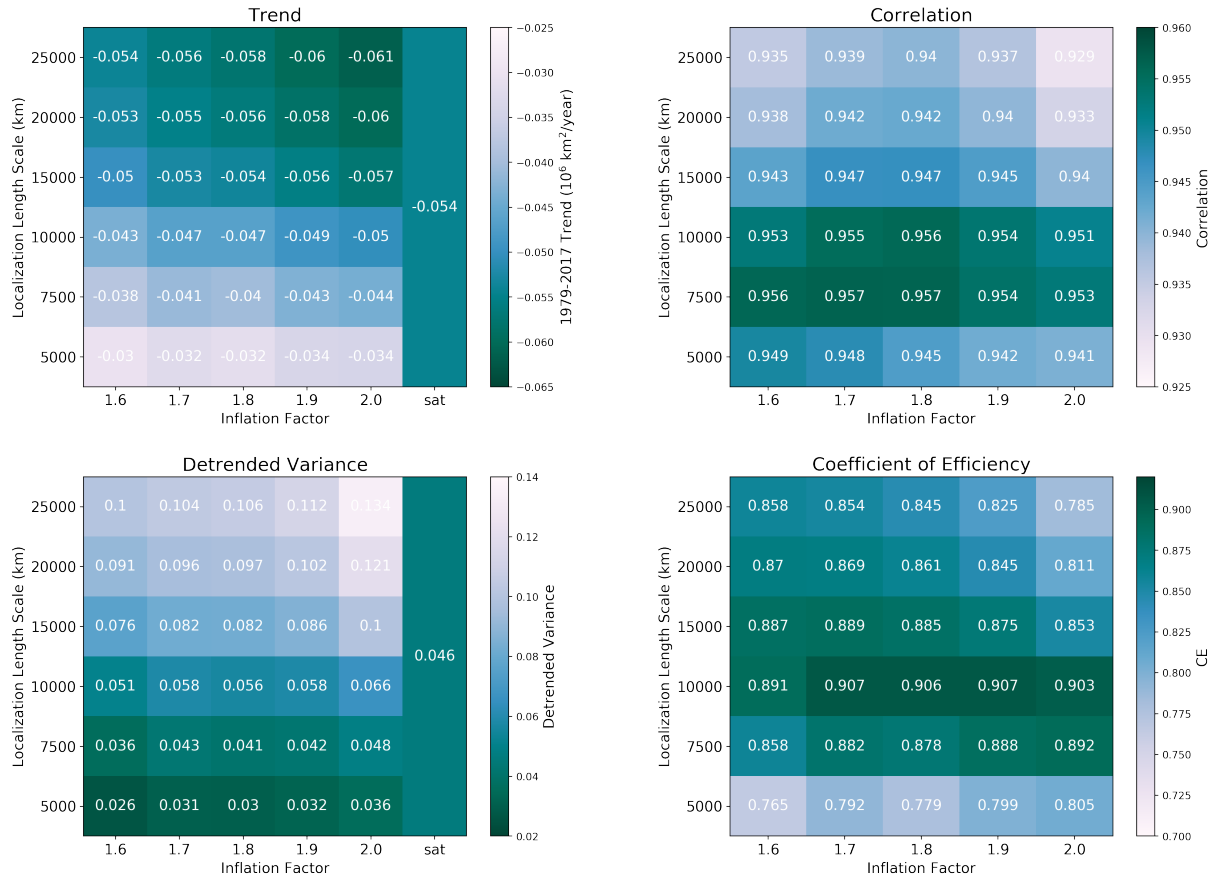 Trend
Localization Length Scale (km)
25000 -0.054 -0.056 -0.058 -0.06 -0.061
20000 -0.053 -0.055 -0.056 -0.058 -0.06
15000 -0.05 -0.053 -0.054 -0.056 -0.057
-0.054
10000 -0.043 -0.047 -0.047 -0.049 -0.05
7500 -0.038 -0.041 -0.04 -0.043 -0.044
5000 -0.03 -0.032 -0.032 -0.034 -0.034
1.6 1.7 1.8 1.9 2.0 sat
Inflation Factor
−0.025
−0.030
−0.035
−0.040
−0.045
−0.050
−0.055
−0.060
−0.065
1979-2017 Trend (10⁶ km²/year)
Correlation
Localization Length Scale (km)
25000 0.935 0.939 0.94 0.937 0.929
20000 0.938 0.942 0.942 0.94 0.933
15000 0.943 0.947 0.947 0.945 0.94
10000 0.953 0.955 0.956 0.954 0.951
7500 0.956 0.957 0.957 0.954 0.953
5000 0.949 0.948 0.945 0.942 0.941
1.6 1.7 1.8 1.9 2.0
Inflation Factor
0.960
0.955
0.950
0.945
0.940
0.935
0.930
0.925
Correlation
Detrended Variance
Localization Length Scale (km)
25000 0.1 0.104 0.106 0.112 0.134
20000 0.091 0.096 0.097 0.102 0.121
15000 0.076 0.082 0.082 0.086 0.1
0.046
10000 0.051 0.058 0.056 0.058 0.066
7500 0.036 0.043 0.041 0.042 0.048
5000 0.026 0.031 0.03 0.032 0.036
1.6 1.7 1.8 1.9 2.0 sat
Inflation Factor
0.14
0.12
0.10
0.08
0.06
0.04
0.02
Detrended Variance
Coefficient of Efficiency
Localization Length Scale (km)
25000 0.858 0.854 0.845 0.825 0.785
20000 0.87 0.869 0.861 0.845 0.811
15000 0.887 0.889 0.885 0.875 0.853
10000 0.891 0.907 0.906 0.907 0.903
7500 0.858 0.882 0.878 0.888 0.892
5000 0.765 0.792 0.779 0.799 0.805
1.6 1.7 1.8 1.9 2.0
Inflation Factor
0.900
0.875
0.850
0.825
0.800
0.775
0.750
0.725
0.700
CE